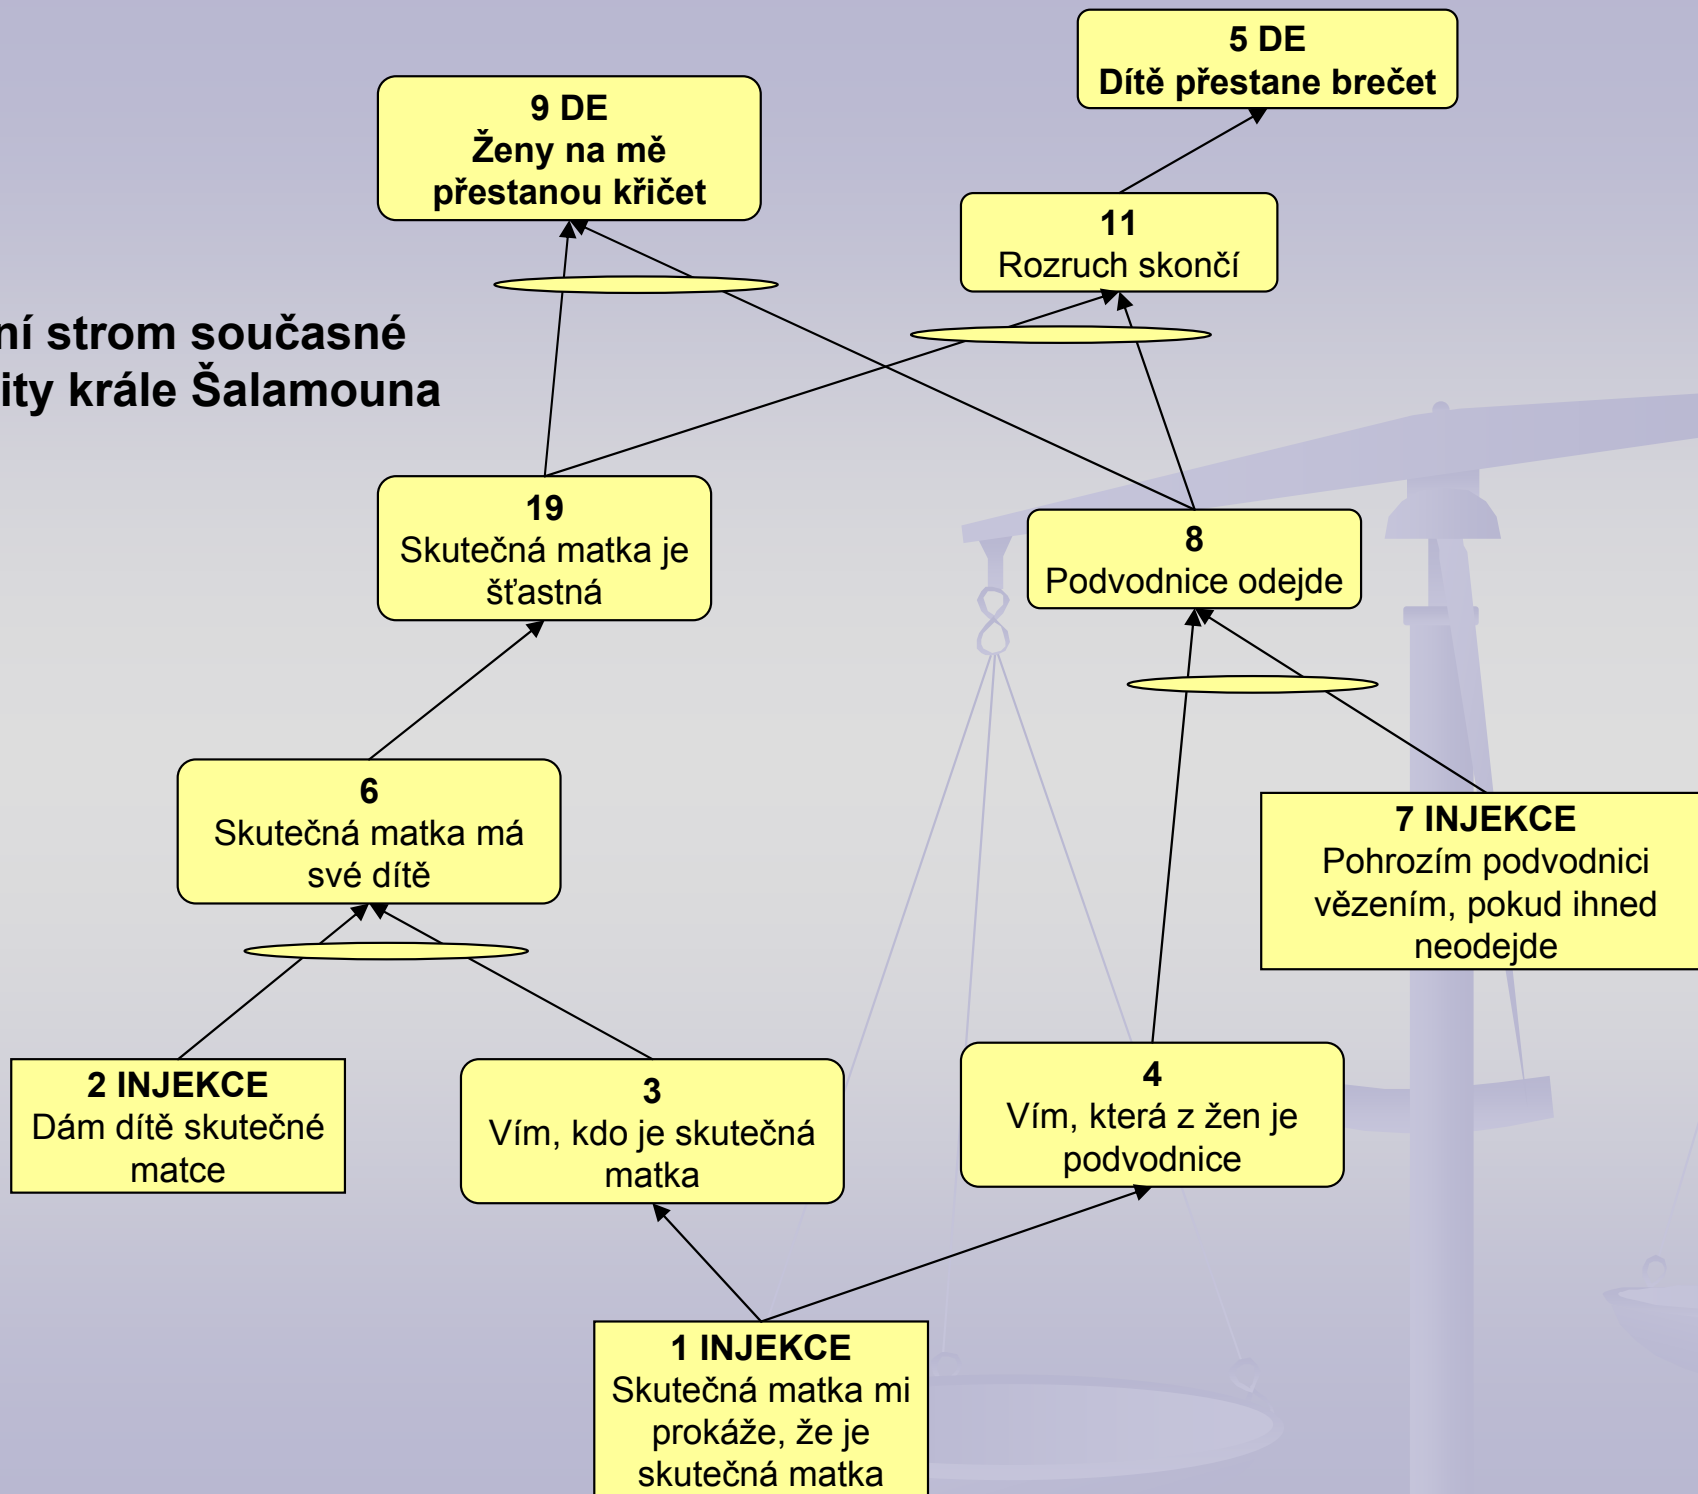 5 DE
Dítě přestane brečet
9 DE
Ženy na mě
přestanou křičet
11
Rozruch skončí
ní strom současné
ity krále Šalamouna
19
Skutečná matka je
šťastná
8
Podvodnice odejde
6
Skutečná matka má
své dítě
7 INJEKCE
Pohrozím podvodnici
vězením, pokud ihned
neodejde
2 INJEKCE
Dám dítě skutečné
matce
3
Vím, kdo je skutečná
matka
4
Vím, která z žen je
podvodnice
1 INJEKCE
Skutečná matka mi
prokáže, že je
skutečná matka